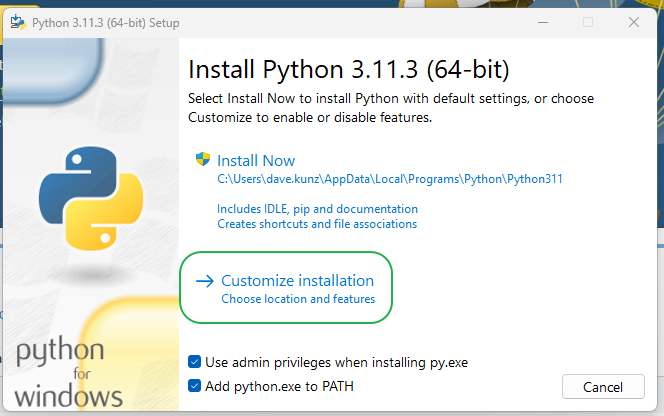 Python 3.11.3 (64-bit) Setup
Install Python 3.11.3 (64-bit)
Select Install Now to install Python with default settings, or choose
Customize to enable or disable features.
Install Now
C:\Users\dave.kunz\AppData\Local\Programs\Python\Python311
Includes IDLE, pip and documentation
Creates shortcuts and file associations
Customize installation
Choose location and features
python
for
windows
Use admin privileges when installing py.exe
Add python.exe to PATH
Cancel